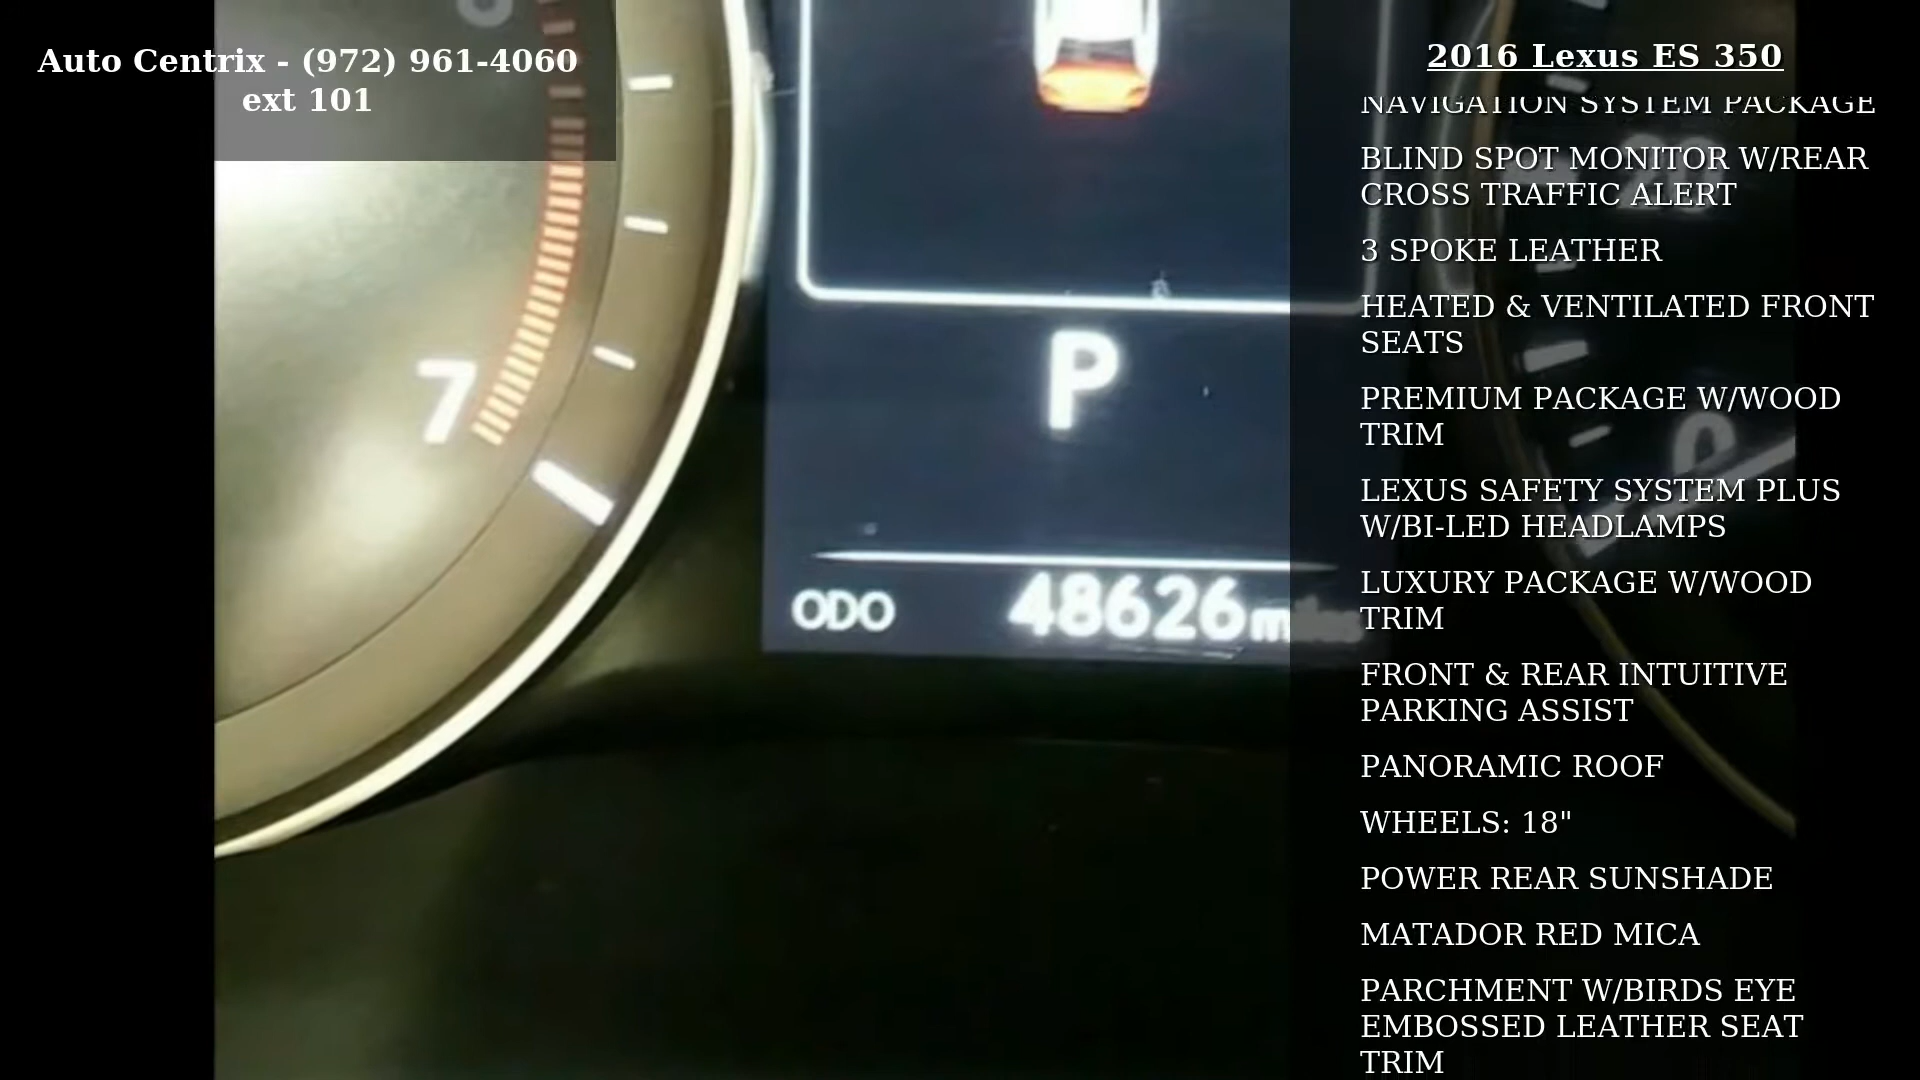 Auto Centrix - (972) 961-4060
ext 101
2016 Lexus ES 350
NAVIGATION SYSTEM PACKAGE
BLIND SPOT MONITOR W/REAR
CROSS TRAFFIC ALERT
3 SPOKE LEATHER
HEATED & VENTILATED FRONT
SEATS
PREMIUM PACKAGE W/WOOD
TRIM
LEXUS SAFETY SYSTEM PLUS
W/BI-LED HEADLAMPS
LUXURY PACKAGE W/WOOD
TRIM
FRONT & REAR INTUITIVE
PARKING ASSIST
PANORAMIC ROOF
WHEELS: 18"
POWER REAR SUNSHADE
MATADOR RED MICA
PARCHMENT W/BIRDS EYE
EMBOSSED LEATHER SEAT
TRIM
7
P
ODO 48626 miles